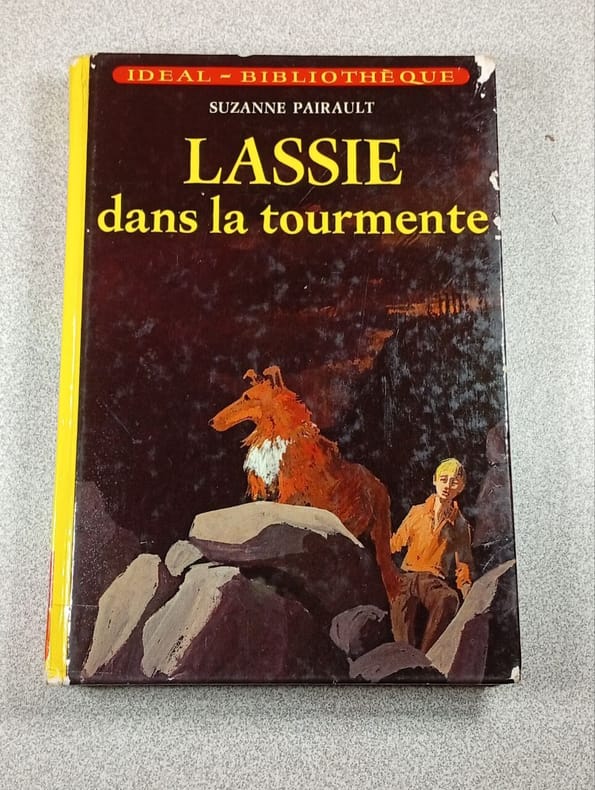 IDEAL - BIBLIOTHÈQUE
SUZANNE PAIRAULT
LASSIE
dans la tourmente